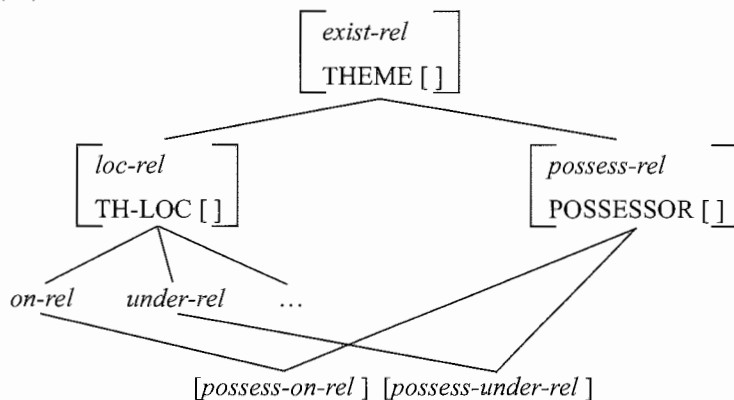 exist-rel
THEME [ ]
loc-rel
TH-LOC [ ]
possess-rel
POSSESSOR [ ]
on-rel under-rel …
[possess-on-rel ] [possess-under-rel ]